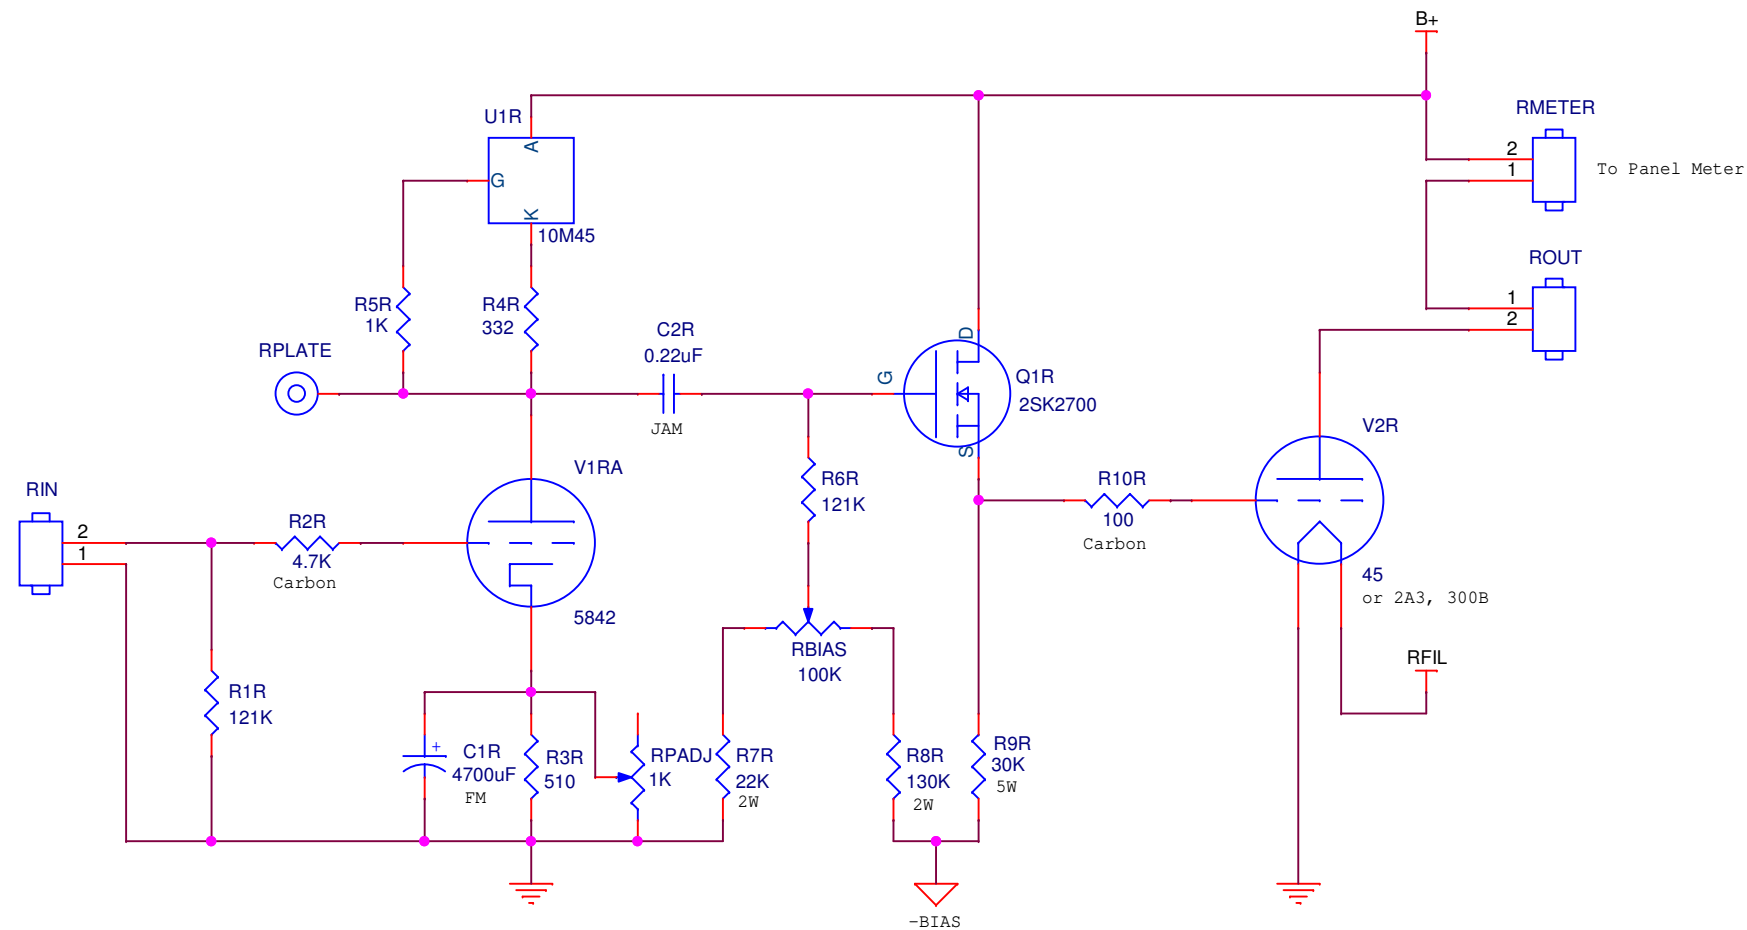 B+
U1R
RMETER
A
2
1
To Panel Meter
G
K
10M45
ROUT
R5R
1K
R4R
332
1
2
C2R
0.22uF
RPLATE
D
G
Q1R
2SK2700
JAM
S
V2R
V1RA
R6R
121K
R10R
100
Carbon
RIN
2
1
R2R
4.7K
Carbon
45
or 2A3, 300B
5842
RBIAS
100K
RFIL
R1R
121K
+
C1R
4700uF
FM
R3R
510
RPADJ
1K
R7R
22K
2W
R8R
130K
2W
R9R
30K
5W
-BIAS